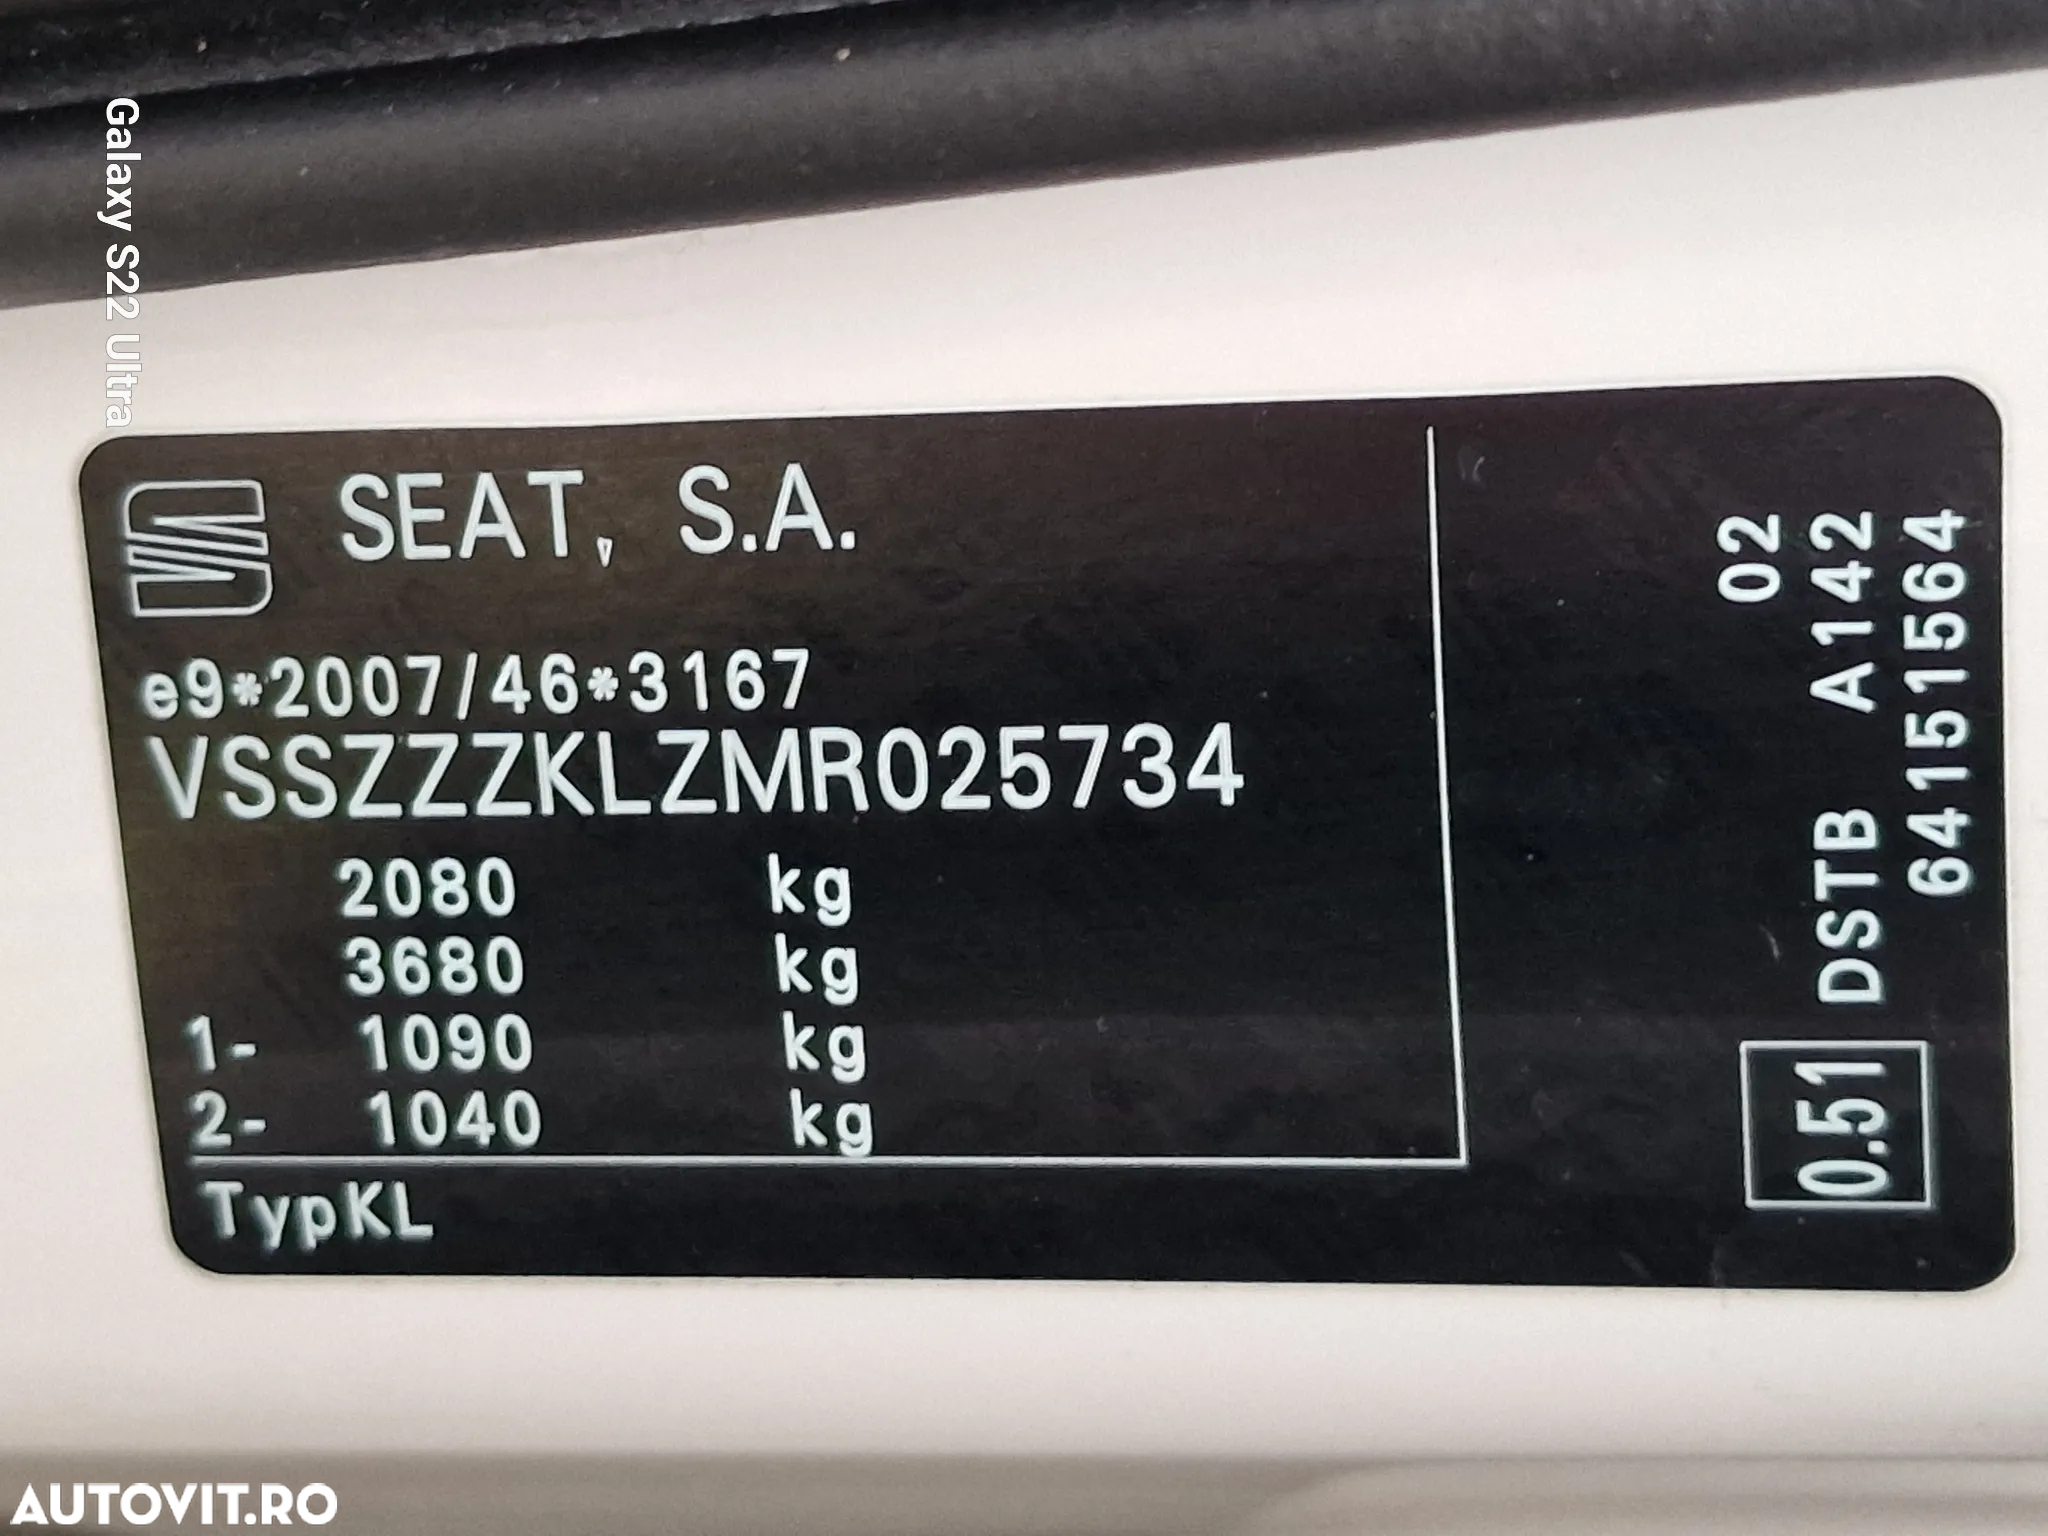 Galaxy S22 Ultra
SEAT, S.A.
e9*2007/46*3167
VSSZZZKLZMR025734
2080 kg
3680 kg
1- 1090 kg
2- 1040 kg
TypKL
02
0.51 DSTB A142
64151564
AUTOVIT.RO